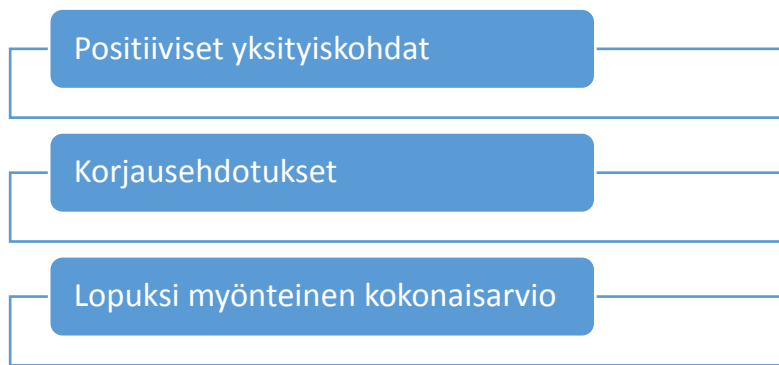 Positiiviset yksityiskohdat
Korjausehdotukset
Lopuksi myönteinen kokonaisarvio